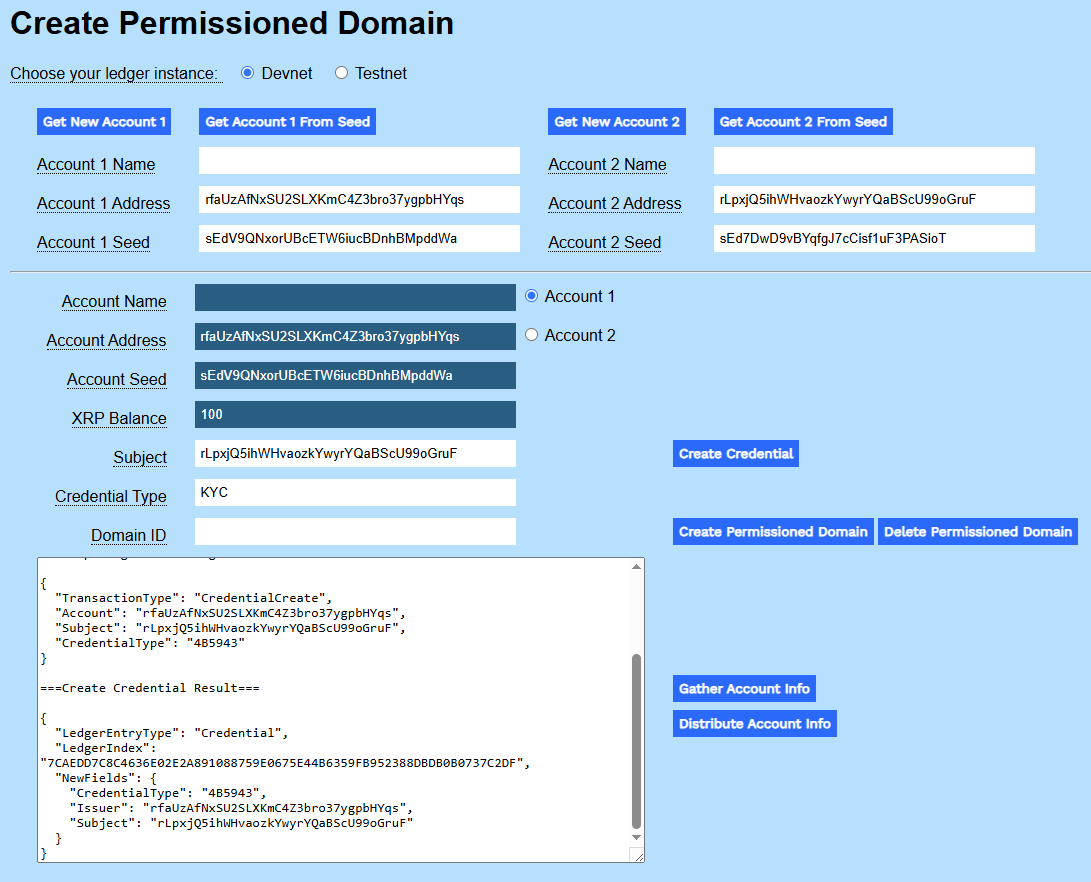 Create Permissioned Domain
Choose your ledger instance: Devnet Testnet
Get New Account 1 Get Account 1 From Seed Get New Account 2 Get Account 2 From Seed
Account 1 Name Account 2 Name
Account 1 Address rfaUzAfNxSU2SLXKmC4Z3bro37ygpbHYqs Account 2 Address rLpxjQ5ihWHvaozkYwyrYQaBScU99oGruF
Account 1 Seed sEdV9QNxorUBcETW6iucBDnhBMpddWa Account 2 Seed sEd7DwD9vBYqfgJ7cCisf1uF3PASioT
Account Name Account 1
Account Address rfaUzAfNxSU2SLXKmC4Z3bro37ygpbHYqs Account 2
Account Seed sEdV9QNxorUBcETW6iucBDnhBMpddWa
XRP Balance 100
Subject rLpxjQ5ihWHvaozkYwyrYQaBScU99oGruF Create Credential
Credential Type KYC
Domain ID Create Permissioned Domain Delete Permissioned Domain
{
"TransactionType": "CredentialCreate",
"Account": "rfaUzAfNxSU2SLXKmC4Z3bro37ygpbHYqs",
"Subject": "rLpxjQ5ihWHvaozkYwyrYQaBScU99oGruF",
"CredentialType": "4B5943"
}
===Create Credential Result===
Gather Account Info
{
Distribute Account Info
"LedgerEntryType": "Credential",
"LedgerIndex":
"7CAEDD7C8C4636E02E2A891088759E0675E44B6359FB952388DBDB0B0737C2DF",
"NewFields": {
"CredentialType": "4B5943",
"Issuer": "rfaUzAfNxSU2SLXKmC4Z3bro37ygpbHYqs",
"Subject": "rLpxjQ5ihWHvaozkYwyrYQaBScU99oGruF"
}
}